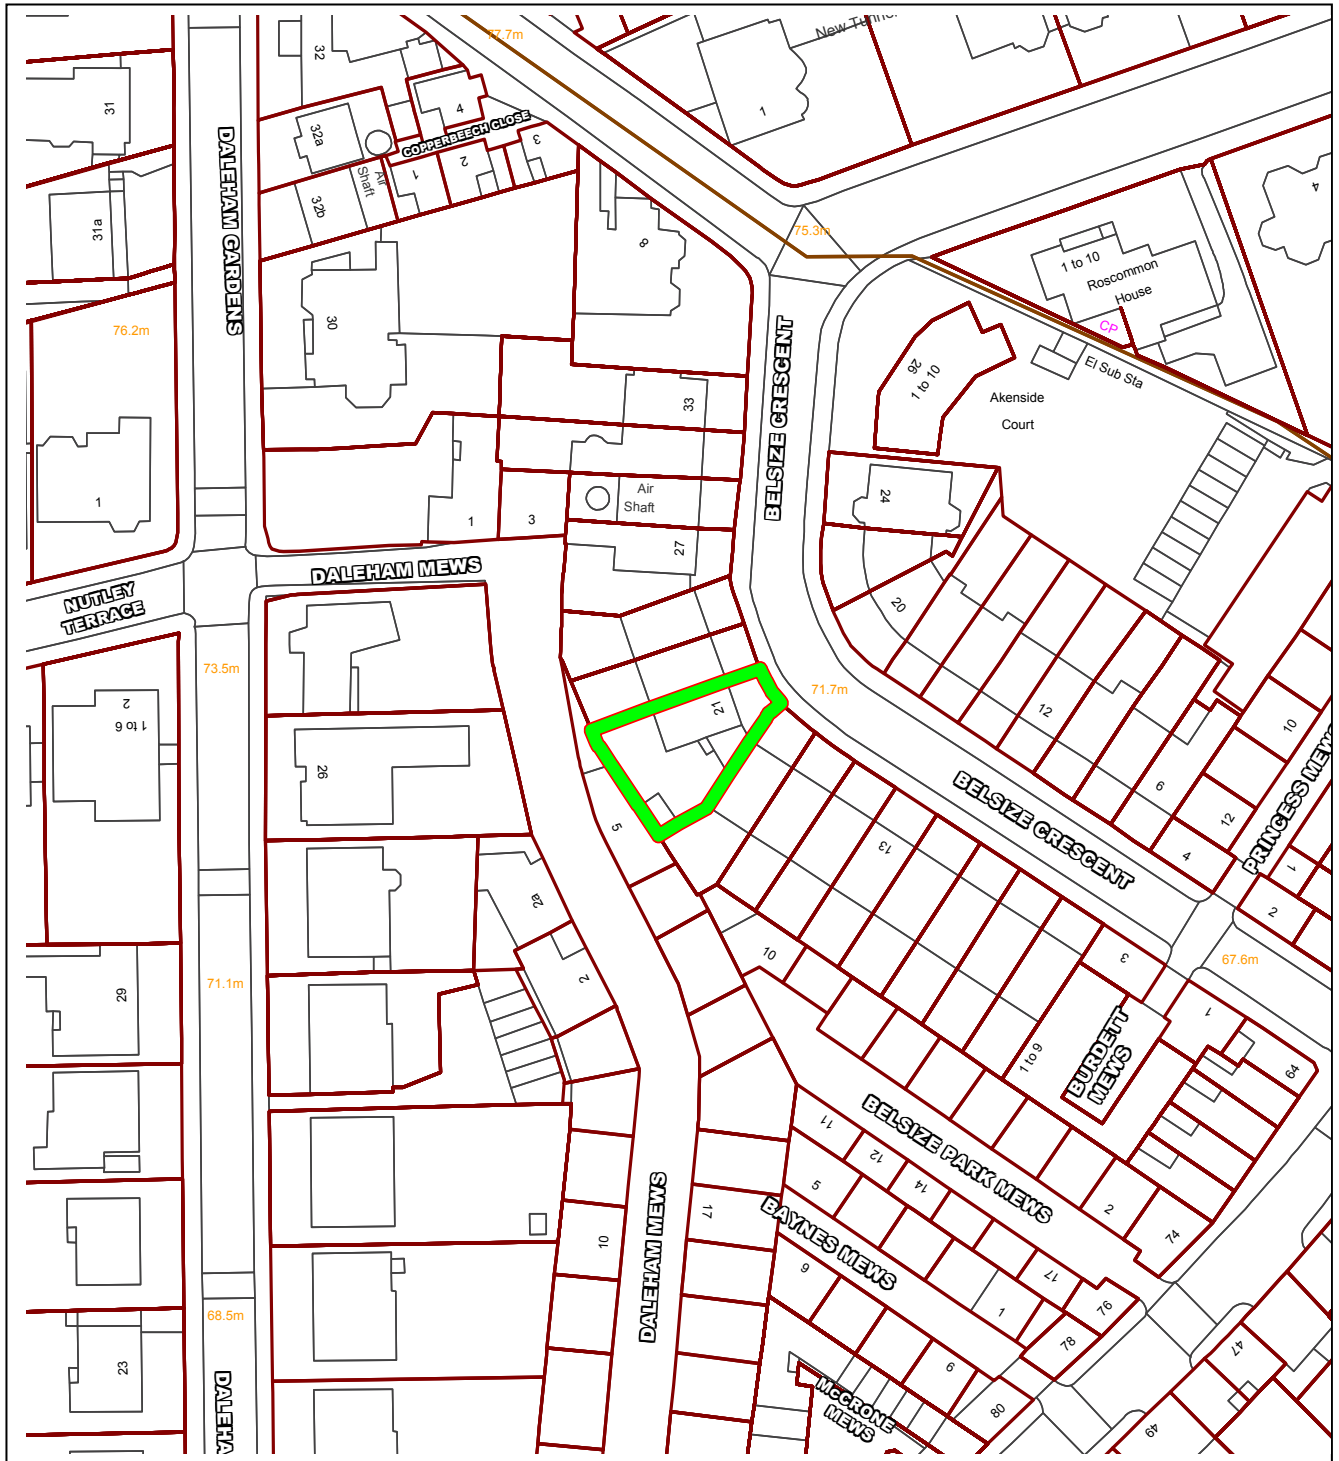 77.7m
New Tunnel
32
31
1
4
COPPERBEECH CLOSE
32a
3
2
1
Air
Shaft
DALEHAM GARDENS
31a
32b
4
8
75.3m
1 to 10
Roscommon
House
CP
76.2m
30
BELSIZE CRESCENT
26
1 to 10
El Sub Sta
Akenside
Court
33
1
1
3
Air
Shaft
24
27
DALEHAM MEWS
NUTLEY
TERRACE
20
73.5m
71.7m
2
1 to 6
21
12
10
26
BELSIZE CRESCENT
6
PRINCESS MEWS
12
5
13
4
1
2a
2
10
3
67.6m
29
71.1m
2
1
1 to 9
BURDETT
MEWS
64
BELSIZE PARK MEWS
11
12
14
5
2
74
17
DALEHAM MEWS
10
BAYNES MEWS
6
17
76
1
78
68.5m
47
23
9
McCRONE
MEWS
80
49
DALEHA